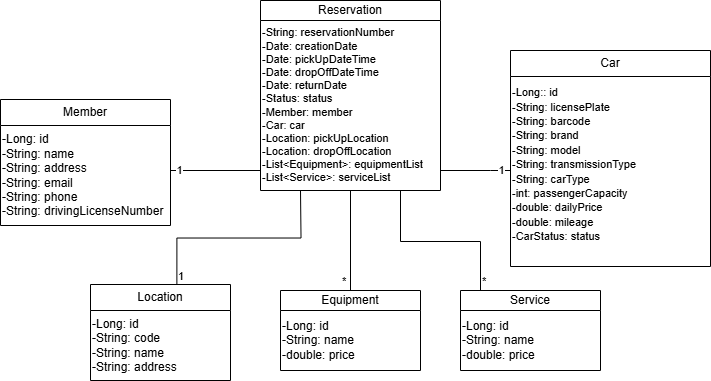 Reservation
-String: reservationNumber
-Date: creationDate
-Date: pickUpDateTime
-Date: dropOffDateTime
-Date: returnDate
-Status: status
-Member: member
-Car: car
-Location: pickUpLocation
-Location: dropOffLocation
-List<Equipment>: equipmentList
-List<Service>: serviceList
Car
-Long:: id
-String: licensePlate
-String: barcode
-String: brand
-String: model
-String: transmissionType
-String: carType
-int: passengerCapacity
-double: dailyPrice
-double: mileage
-CarStatus: status
Member
-Long: id
-String: name
-String: address
-String: email
-String: phone
-String: drivingLicenseNumber
1
1
1
*
*
Location
-Long: id
-String: code
-String: name
-String: address
Equipment
-Long: id
-String: name
-double: price
Service
-Long: id
-String: name
-double: price